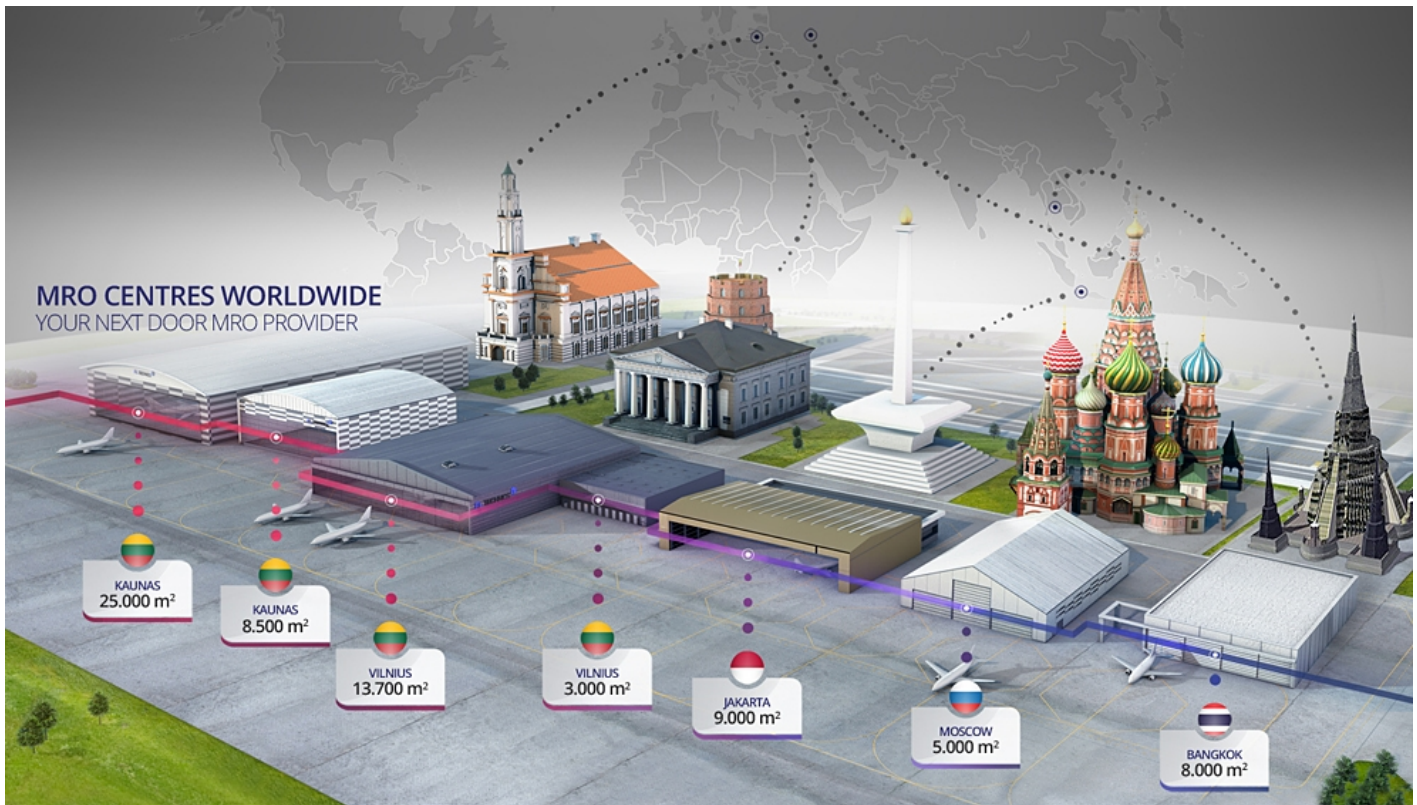 MRO CENTRES WORLDWIDE
YOUR NEXT DOOR MRO PROVIDER
KAUNAS
25.000 m²
KAUNAS
8.500 m²
VILNIUS
13.700 m²
VILNIUS
3.000 m²
JAKARTA
9.000 m²
MOSCOW
5.000 m²
BANGKOK
8.000 m²